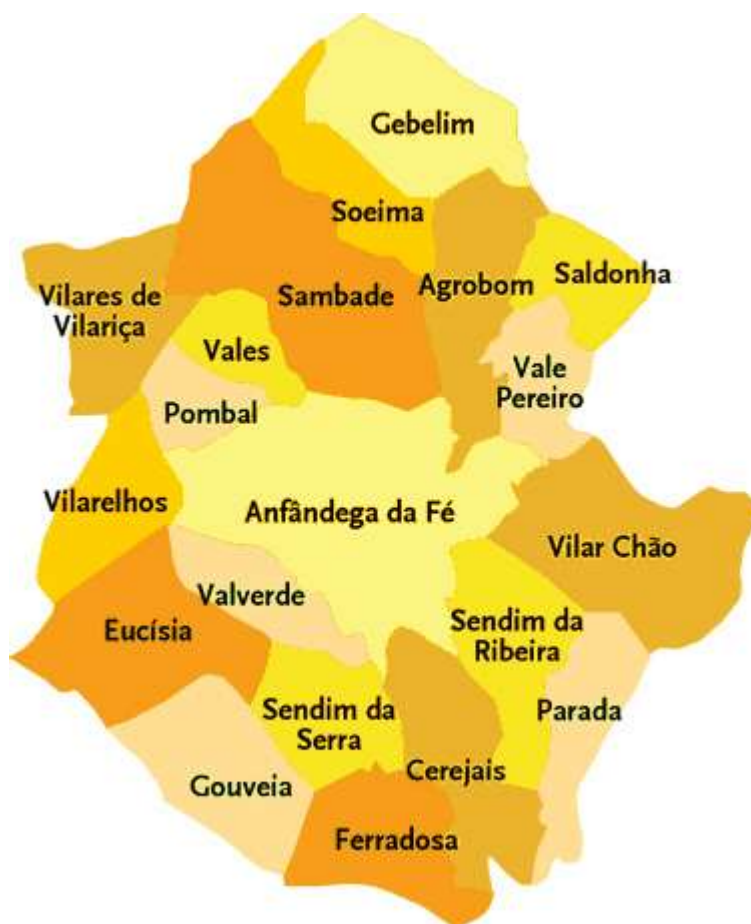 Gebelim
Soeima
Agrobom
Saldonha
Vilares de
Vilariça
Sambade
Vales
Vale
Pereiro
Pombal
Vilarelhos
Anfândega da Fé
Vilar Chão
Valverde
Eucísia
Sendim da
Ribeira
Sendim da
Serra
Parada
Cerejais
Gouveia
Ferradosa